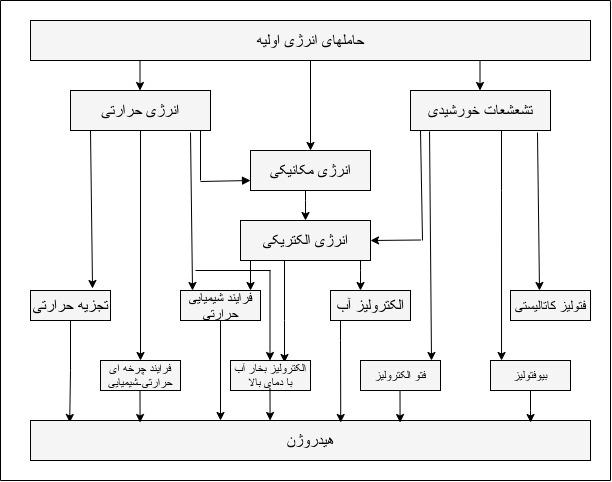 حاملهای انرژی اولیه
انرژی حرارتی
تشعشعات خورشیدی
انرژی مکانیکی
انرژی الکتریکی
تجزیه حرارتی
فرایند شیمیایی
حرارتی
الکترولیز آب
فتولیز کاتالیستی
فرایند چرخه ای
حرارتی-شیمیایی
الکترولیز بخار آب
با دمای بالا
فتو الکترولیز
بیوفتولیز
هیدروژن